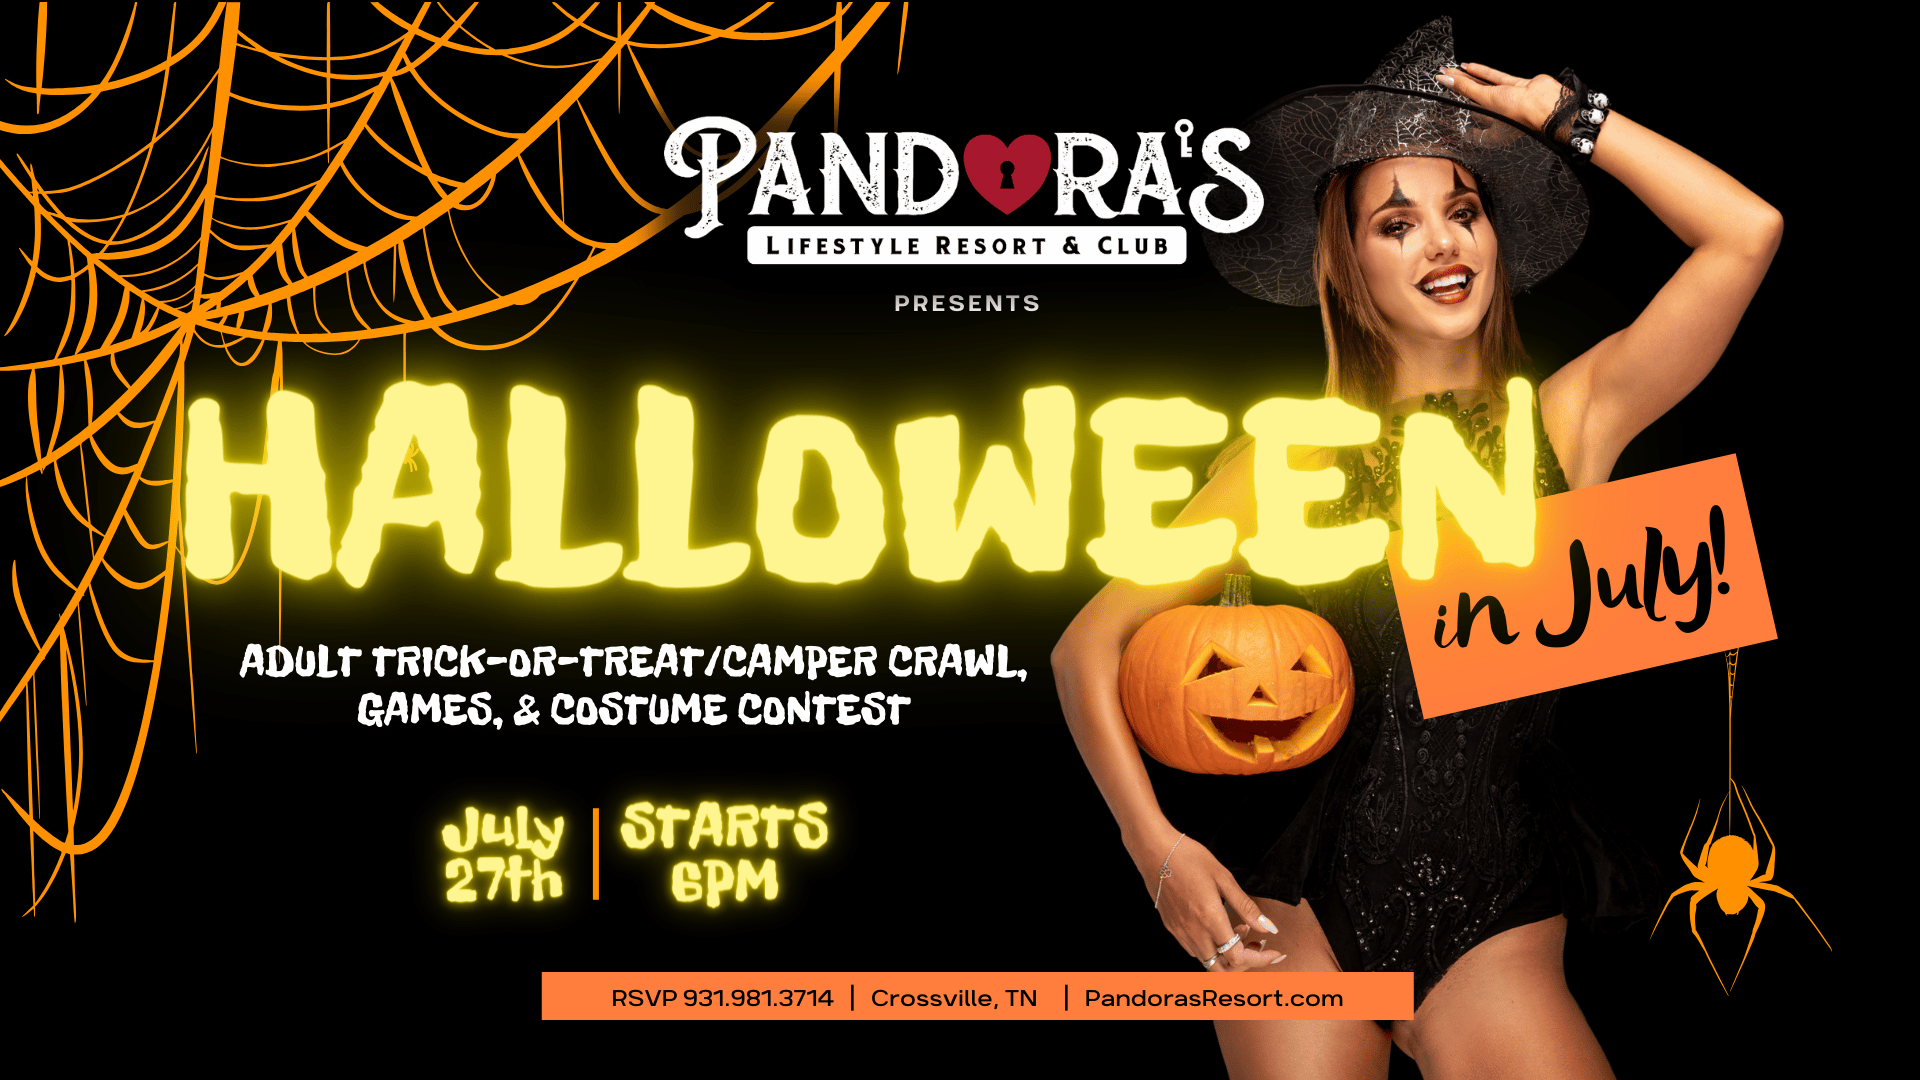 PANDORA'S
LIFESTYLE RESORT & CLUB
PRESENTS
HALLOWEEN
in July!
ADULT TRICK-OR-TREAT/CAMPER CRAWL,
GAMES, & COSTUME CONTEST
July
27th
STARTS
6PM
RSVP 931.981.3714 | Crossville, TN | PandorasResort.com